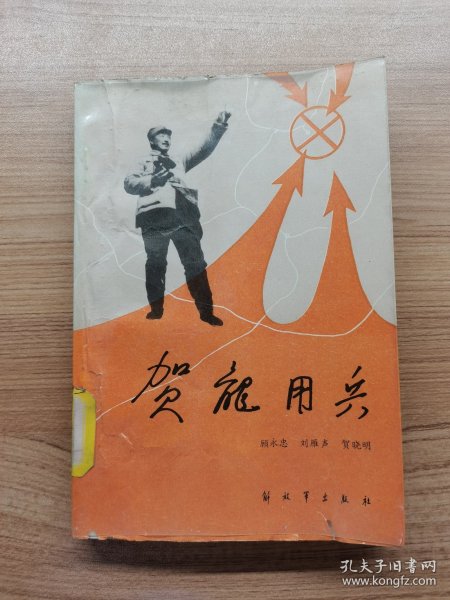 贺龙用兵
顾永忠 刘雁声 贺晓明
解放军出版社
孔夫子旧书网
www.kongfz.com